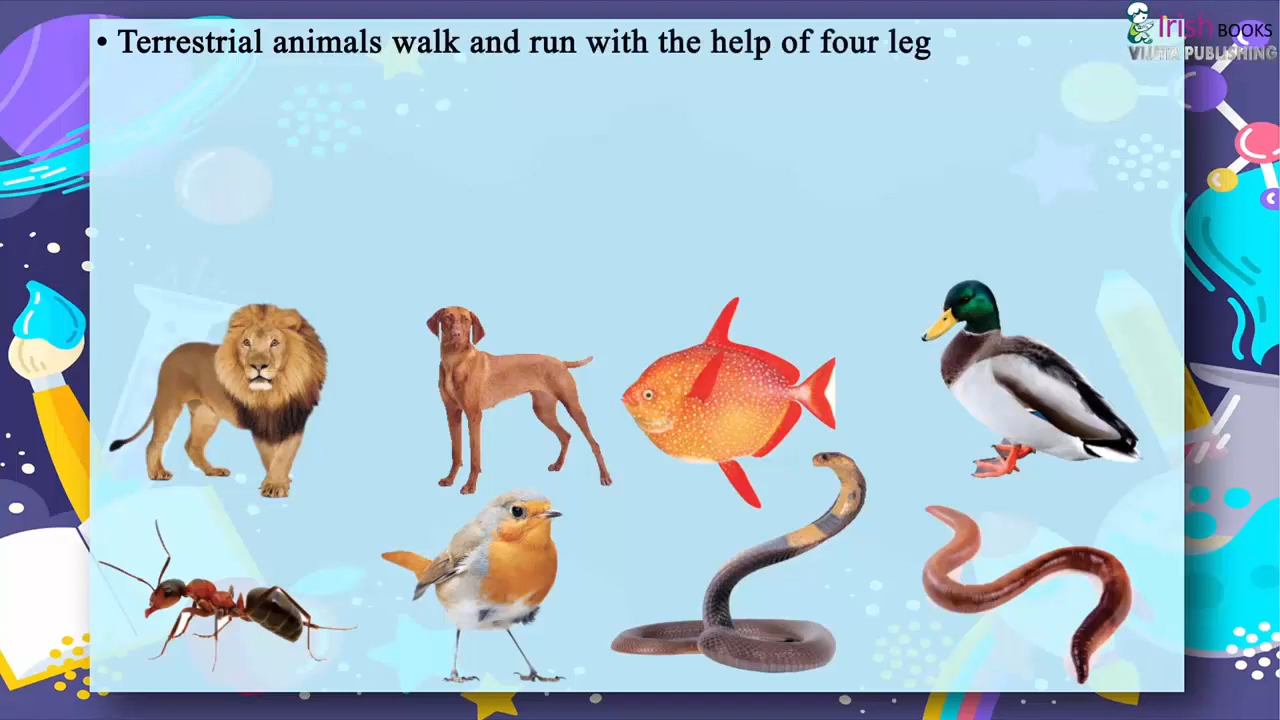 • Terrestrial animals walk and run with the help of four leg
Irish BOOKS
VIJETA PUBLISHING